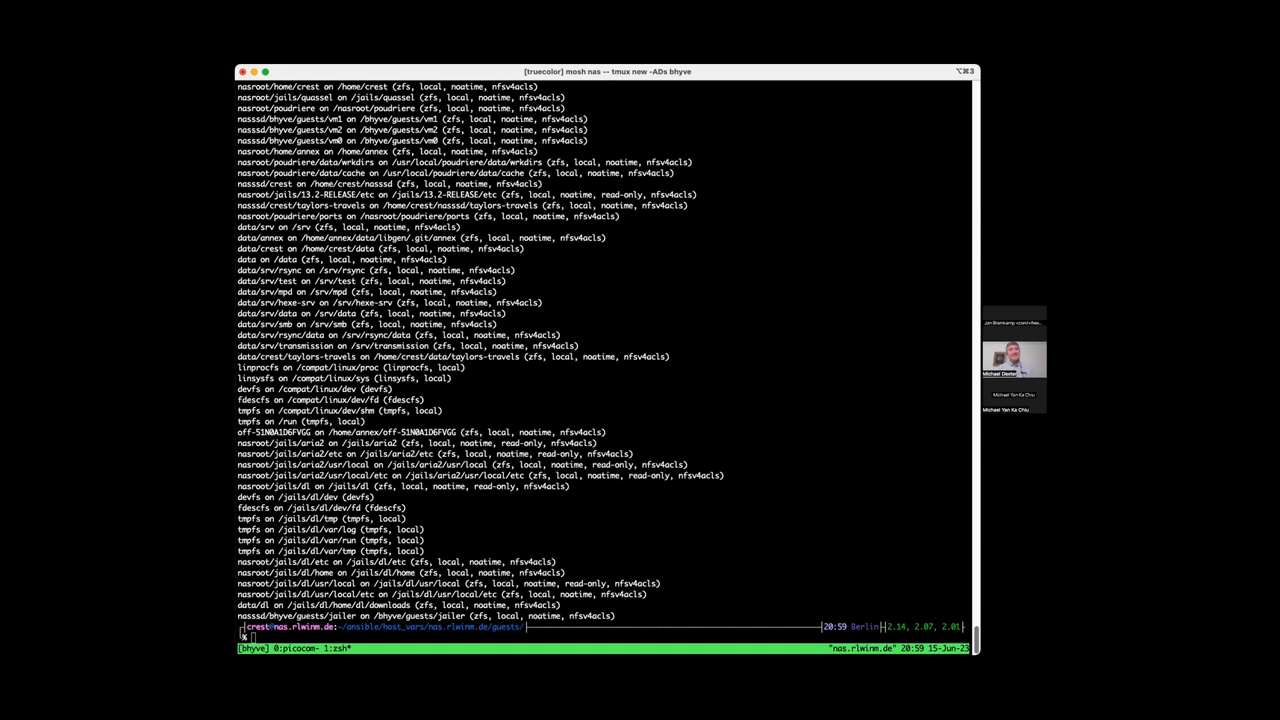 [truecolor] mosh nas -- tmux new -ADs bhyve
⌥⌘3
nasroot/home/crest on /home/crest (zfs, local, noatime, nfsv4acls)
nasroot/jails/quassel on /jails/quassel (zfs, local, noatime, nfsv4acls)
nasroot/poudriere on /nasroot/poudriere (zfs, local, noatime, nfsv4acls)
nasssd/bhyve/guests/vm1 on /bhyve/guests/vm1 (zfs, local, noatime, nfsv4acls)
nasssd/bhyve/guests/vm2 on /bhyve/guests/vm2 (zfs, local, noatime, nfsv4acls)
nasssd/bhyve/guests/vm0 on /bhyve/guests/vm0 (zfs, local, noatime, nfsv4acls)
nasroot/home/annex on /home/annex (zfs, local, noatime, nfsv4acls)
nasroot/poudriere/data/wrkdirs on /usr/local/poudriere/data/wrkdirs (zfs, local, noatime, nfsv4acls)
nasroot/poudriere/data/cache on /usr/local/poudriere/data/cache (zfs, local, noatime, nfsv4acls)
nasssd/crest on /home/crest/nasssd (zfs, local, noatime, nfsv4acls)
nasroot/jails/13.2-RELEASE/etc on /jails/13.2-RELEASE/etc (zfs, local, noatime, read-only, nfsv4acls)
nasssd/crest/taylors-travels on /home/crest/nasssd/taylors-travels (zfs, local, noatime, nfsv4acls)
nasroot/poudriere/ports on /nasroot/poudriere/ports (zfs, local, noatime, nfsv4acls)
data/srv on /srv (zfs, local, noatime, nfsv4acls)
data/annex on /home/annex/data/libgen/.git/annex (zfs, local, noatime, nfsv4acls)
data/crest on /home/crest/data (zfs, local, noatime, nfsv4acls)
data on /data (zfs, local, noatime, nfsv4acls)
data/srv/rsync on /srv/rsync (zfs, local, noatime, nfsv4acls)
data/srv/test on /srv/test (zfs, local, noatime, nfsv4acls)
data/srv/mpd on /srv/mpd (zfs, local, noatime, nfsv4acls)
data/srv/hexe-srv on /srv/hexe-srv (zfs, local, noatime, nfsv4acls)
data/srv/data on /srv/data (zfs, local, noatime, nfsv4acls)
data/srv/smb on /srv/smb (zfs, local, noatime, nfsv4acls)
data/srv/rsync/data on /srv/rsync/data (zfs, local, noatime, nfsv4acls)
data/srv/transmission on /srv/transmission (zfs, local, noatime, nfsv4acls)
data/crest/taylors-travels on /home/crest/data/taylors-travels (zfs, local, noatime, nfsv4acls)
linprocfs on /compat/linux/proc (linprocfs, local)
linsysfs on /compat/linux/sys (linsysfs, local)
devfs on /compat/linux/dev (devfs)
fdescfs on /compat/linux/dev/fd (fdescfs)
tmpfs on /compat/linux/dev/shm (tmpfs, local)
tmpfs on /run (tmpfs, local)
off-51N0A1D6FVGG on /home/annex/off-51N0A1D6FVGG (zfs, local, noatime, nfsv4acls)
nasroot/jails/aria2 on /jails/aria2 (zfs, local, noatime, read-only, nfsv4acls)
nasroot/jails/aria2/etc on /jails/aria2/etc (zfs, local, noatime, read-only, nfsv4acls)
nasroot/jails/aria2/usr/local on /jails/aria2/usr/local (zfs, local, noatime, read-only, nfsv4acls)
nasroot/jails/aria2/usr/local/etc on /jails/aria2/usr/local/etc (zfs, local, noatime, read-only, nfsv4acls)
nasroot/jails/dl on /jails/dl (zfs, local, noatime, read-only, nfsv4acls)
devfs on /jails/dl/dev (devfs)
fdescfs on /jails/dl/dev/fd (fdescfs)
tmpfs on /jails/dl/tmp (tmpfs, local)
tmpfs on /jails/dl/var/log (tmpfs, local)
tmpfs on /jails/dl/var/run (tmpfs, local)
tmpfs on /jails/dl/var/tmp (tmpfs, local)
nasroot/jails/dl/etc on /jails/dl/etc (zfs, local, noatime, nfsv4acls)
nasroot/jails/dl/home on /jails/dl/home (zfs, local, noatime, nfsv4acls)
nasroot/jails/dl/usr/local on /jails/dl/usr/local (zfs, local, noatime, read-only, nfsv4acls)
nasroot/jails/dl/usr/local/etc on /jails/dl/usr/local/etc (zfs, local, noatime, nfsv4acls)
data/dl on /jails/dl/home/dl/downloads (zfs, local, noatime, nfsv4acls)
nasssd/bhyve/guests/jailer on /bhyve/guests/jailer (zfs, local, noatime, nfsv4acls)
crest@nas.rlwinm.de:~/ansible/host_vars/nas.rlwinm.de/guests/ 20:59 Berlin 2.14, 2.07, 2.01
%
[bhyve] 0:picocom- 1:zsh* "nas.rlwinm.de" 20:59 15-Jun-23
Michael Dexter
Michael Yan Ka Chiu
Michael Yan Ka Chiu